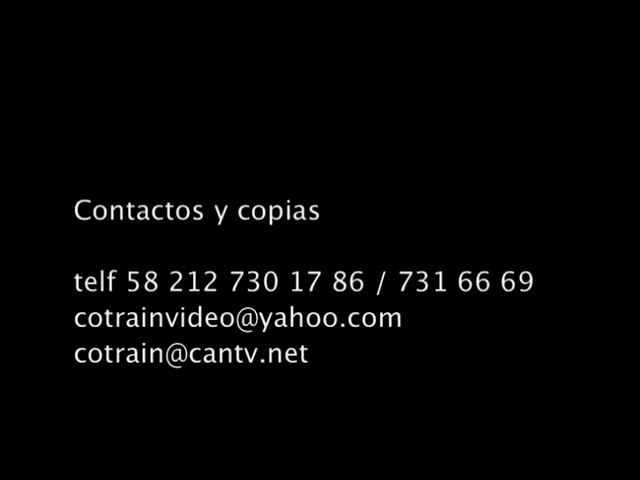 Contactos y copias
telf 58 212 730 17 86 / 731 66 69
cotrainvideo@yahoo.com
cotrain@cantv.net